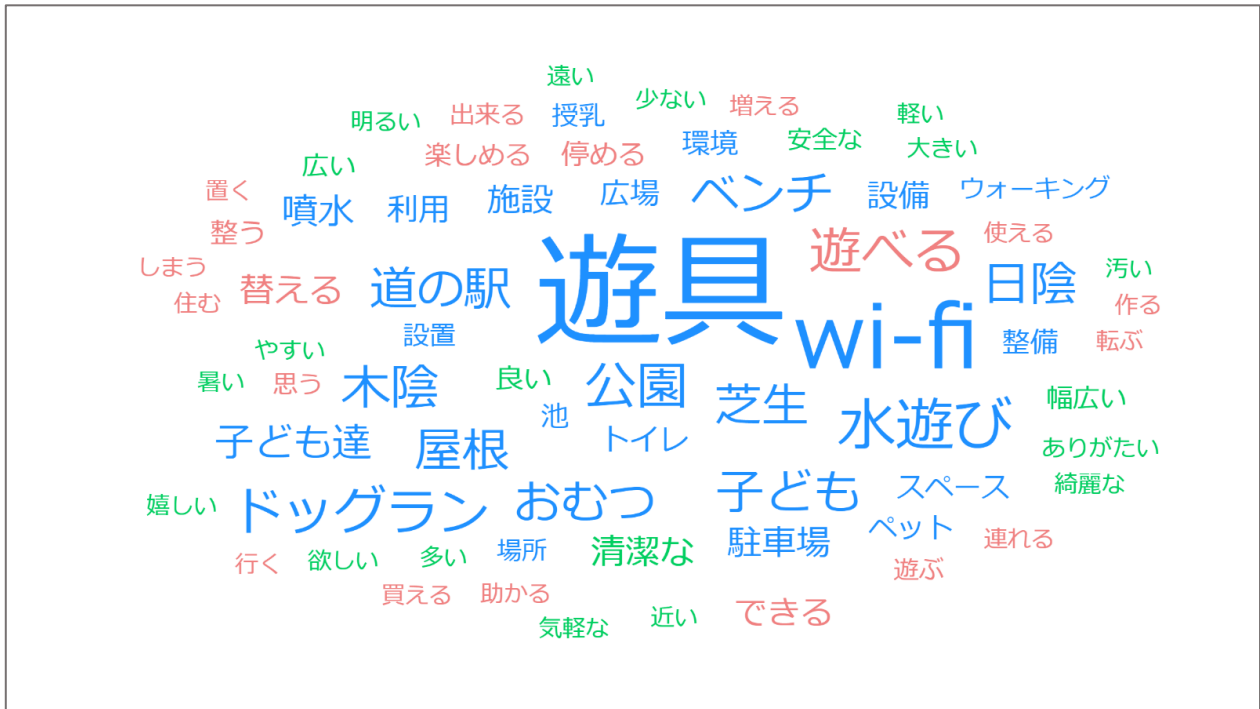 遠い
明るい 出来る 授乳 少ない 増える 軽い
広い 楽しめる 停める 環境 安全な 大きい
置く 噴水 利用 施設 広場 ベンチ 設備 ウォーキング
整う 遊具 遊べる 使える
しまう 住む 替える 道の駅 wi-fi 日陰 汚い 作る
設置 整備 転ぶ
やすい
暑い 思う 木陰 良い 公園 芝生 水遊び 幅広い
池
子ども達 屋根 トイレ ありがたい
嬉しい ドッグラン おむつ 子ども スペース 綺麗な
行く 欲しい 多い 場所 清潔な 駐車場 ペット 連れる
遊ぶ
買える 助かる
気軽な 近い できる